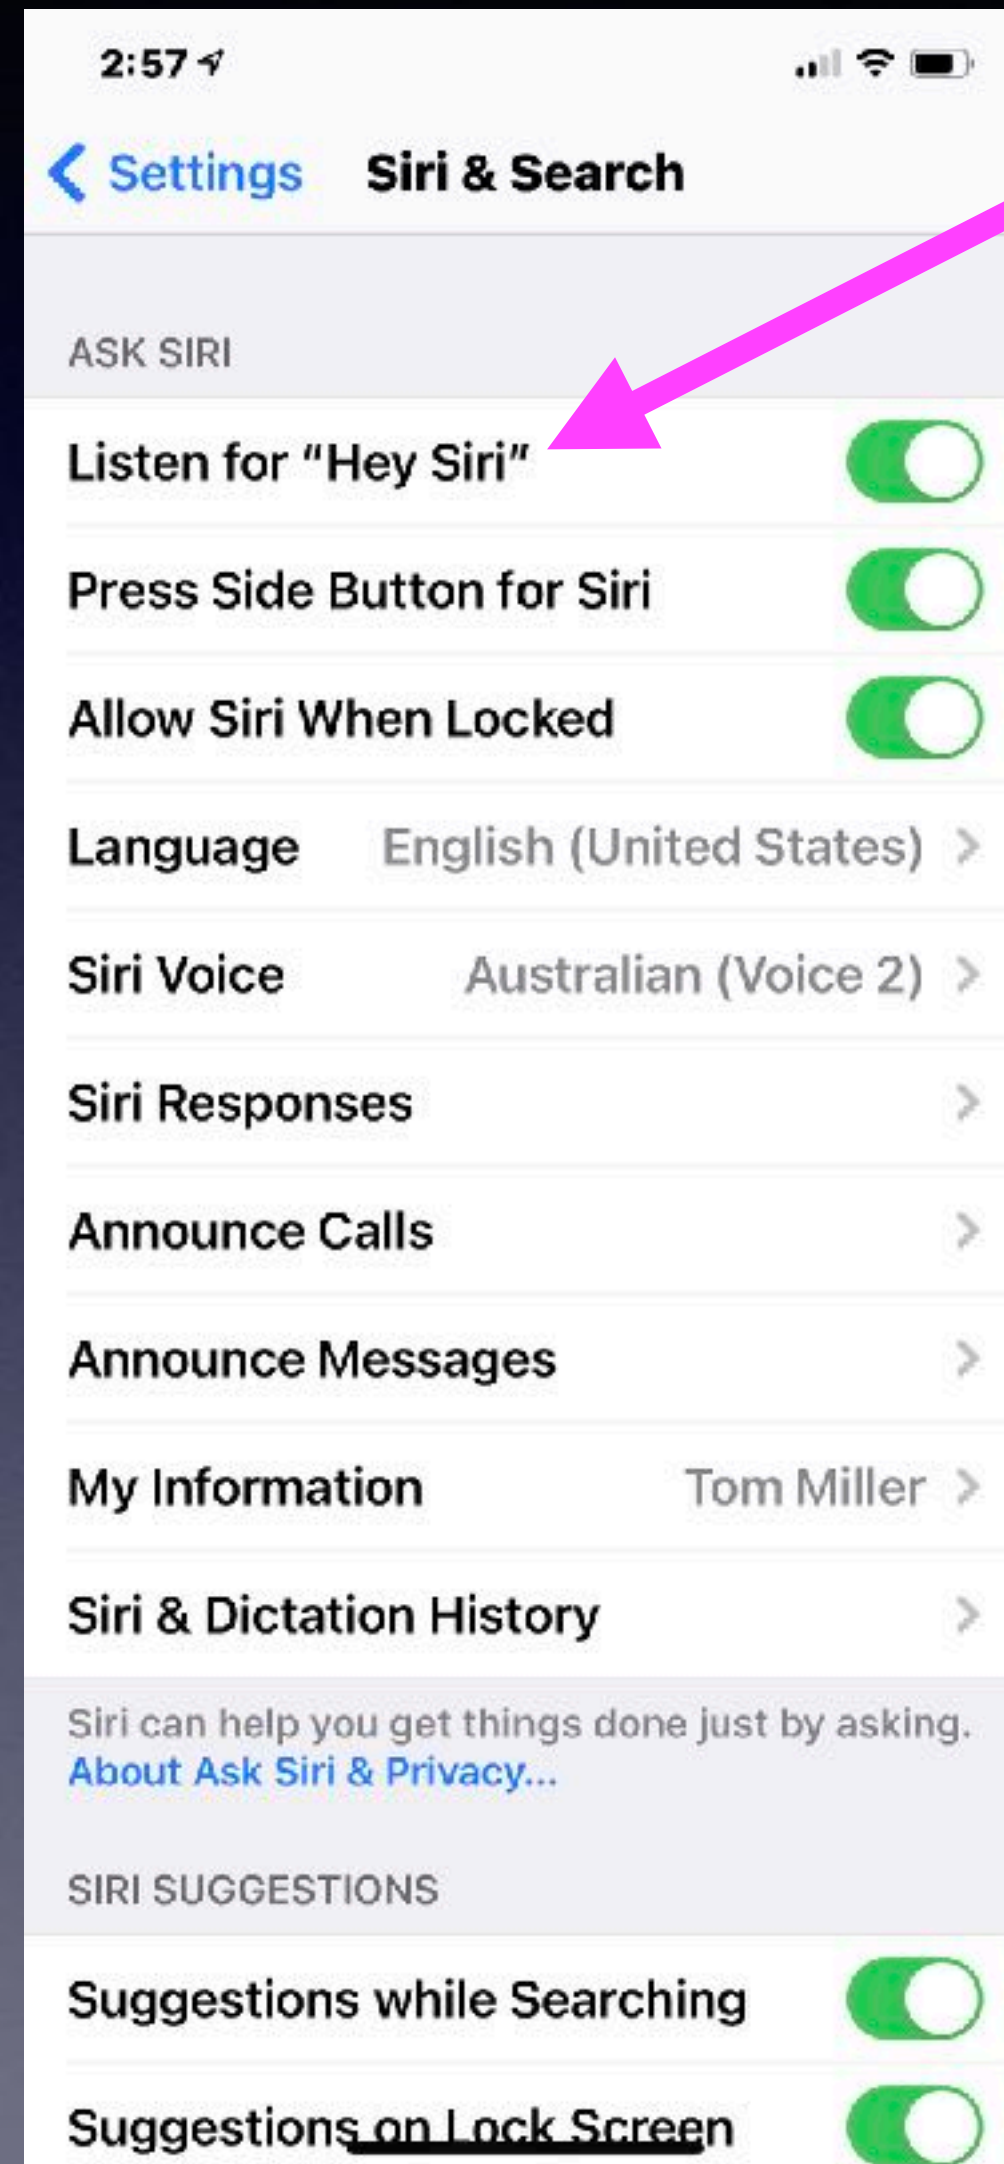 2:57
Settings Siri & Search
ASK SIRI
Listen for “Hey Siri”
Press Side Button for Siri
Allow Siri When Locked
Language English (United States)
Siri Voice Australian (Voice 2)
Siri Responses
Announce Calls
Announce Messages
My Information Tom Miller
Siri & Dictation History
Siri can help you get things done just by asking.
About Ask Siri & Privacy...
SIRI SUGGESTIONS
Suggestions while Searching
Suggestions on Lock Screen